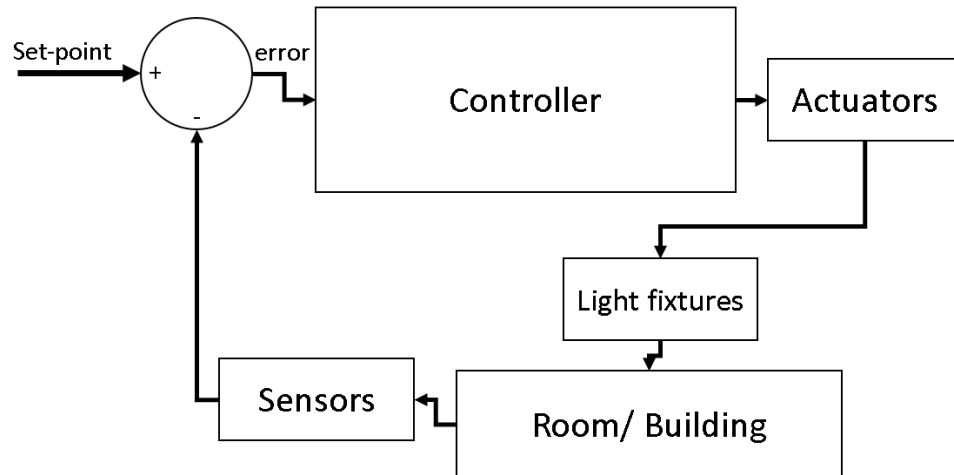 Set-point
+
-
error
Controller
Actuators
Light fixtures
Room/ Building
Sensors